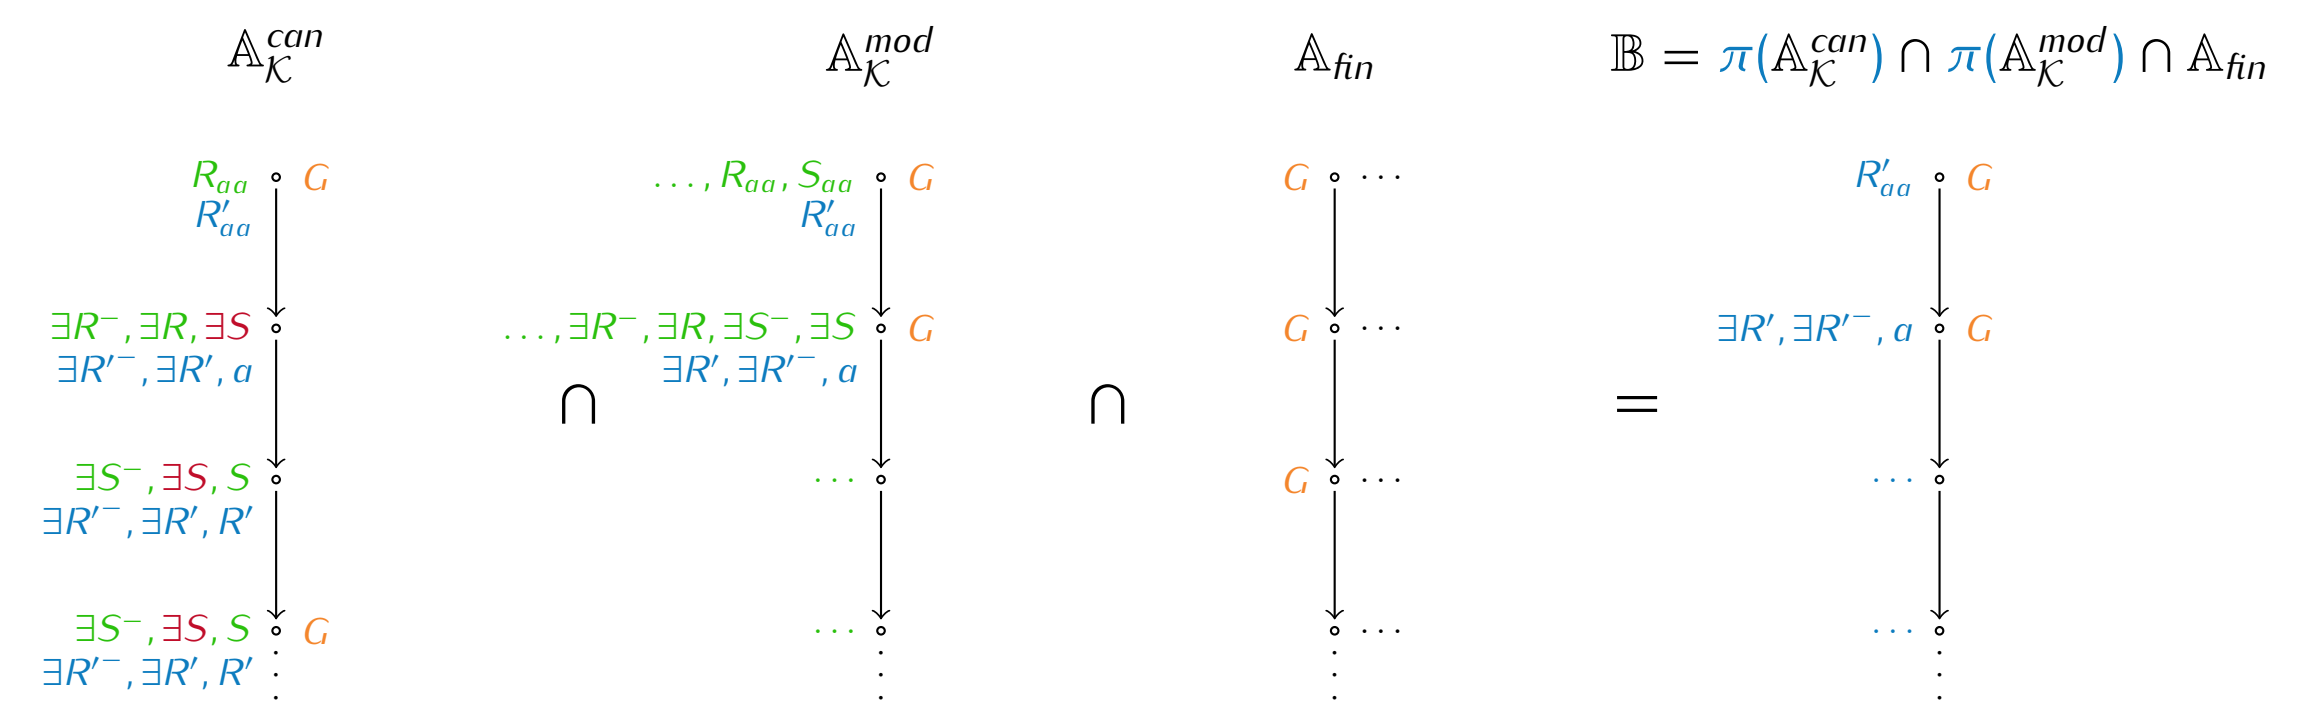 𝔸^can_𝒦 𝔸^mod_𝒦 𝔸_fin 𝔹 = π(𝔸^can_𝒦) ∩ π(𝔸^mod_𝒦) ∩ 𝔸_fin
R_aa G …, R_aa, S_aa G G ⋯ R′_aa G
R′_aa R′_aa
∃R⁻, ∃R, ∃S …, ∃R⁻, ∃R, ∃S⁻, ∃S G G ⋯ ∃R′, ∃R′⁻, a G
∃R′⁻, ∃R′, a ∃R′, ∃R′⁻, a
∩ ∩ =
∃S⁻, ∃S, S ⋯ G ⋯ ⋯
∃R′⁻, ∃R′, R′
∃S⁻, ∃S, S G ⋯ ⋯ ⋯
∃R′⁻, ∃R′, R′